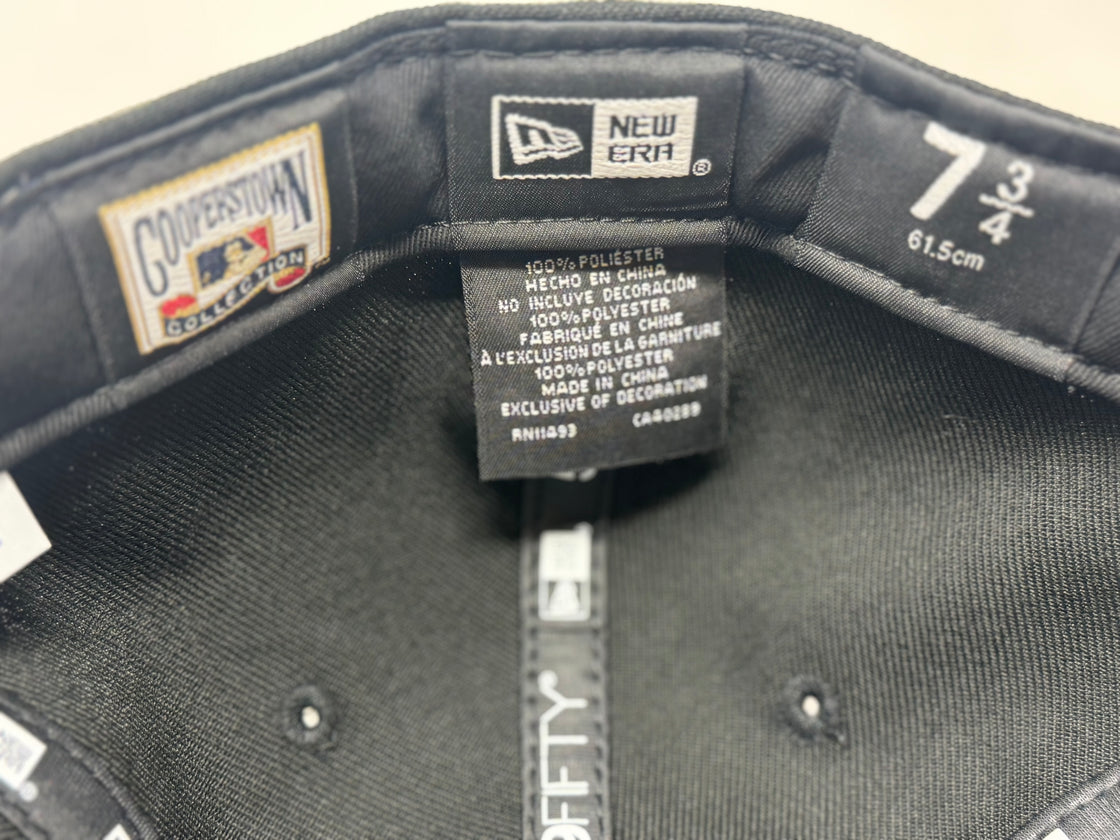 COOPERSTOWN
COLLECTION
NEW
ERA®
7 3/4
61.5cm
100% POLIÉSTER
HECHO EN CHINA
NO INCLUYE DECORACIÓN
100% POLYESTER
FABRIQUÉ EN CHINE
À L'EXCLUSION DE LA GARNITURE
100% POLYESTER
MADE IN CHINA
EXCLUSIVE OF DECORATION
RN11493 CA40289
FIFTY®